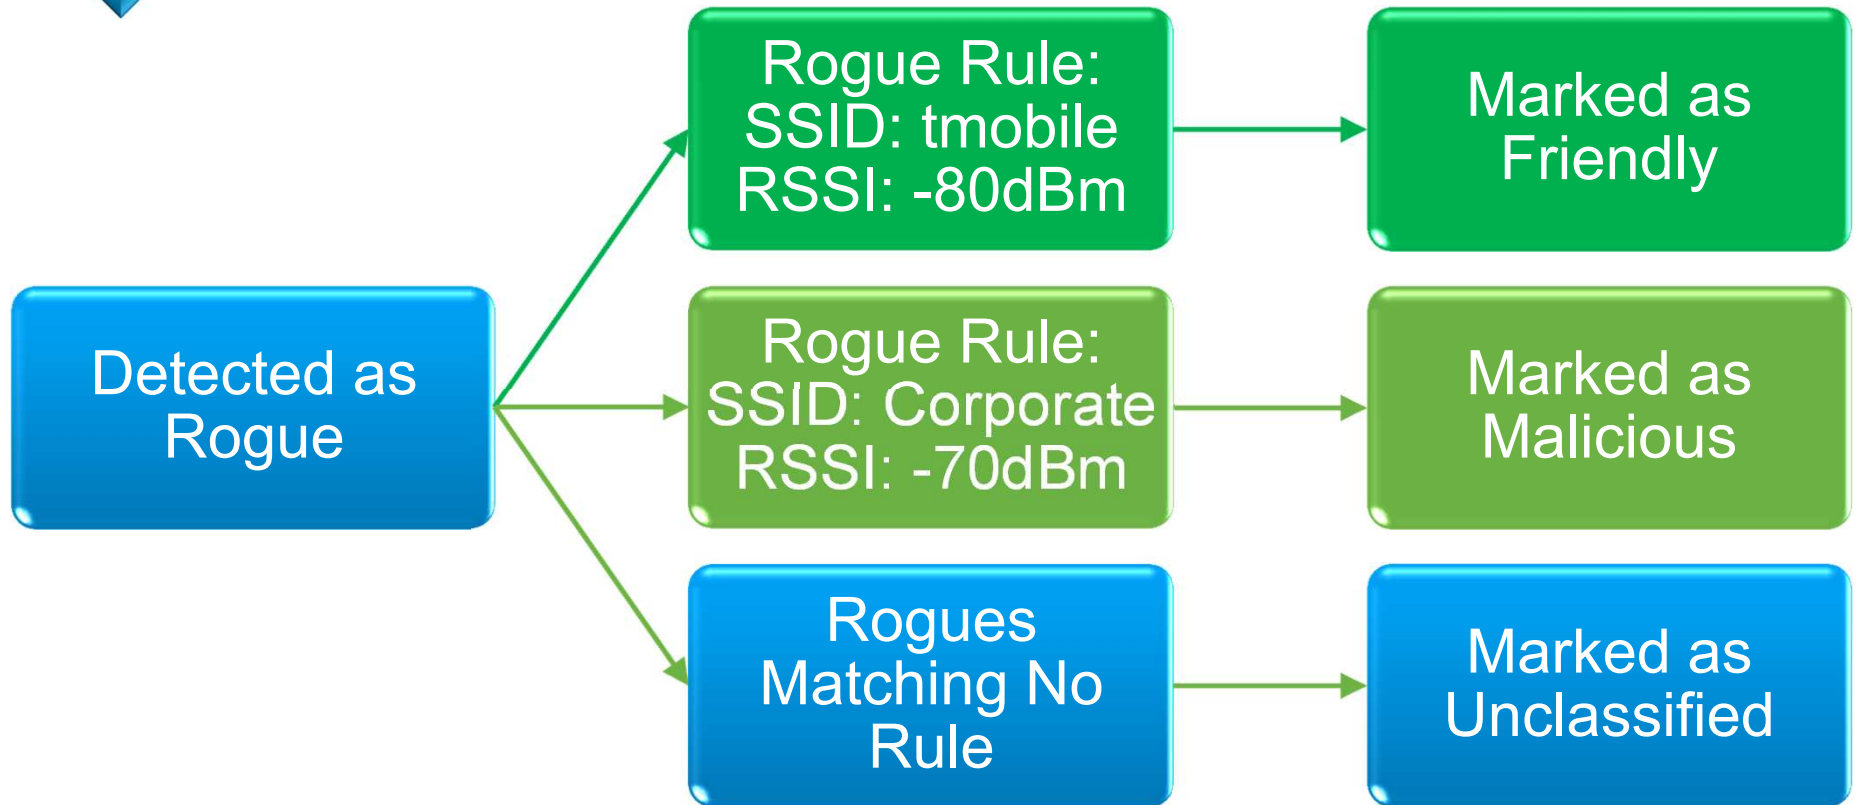 Rogue Rule:
SSID: tmobile
RSSI: -80dBm
Marked as
Friendly
Detected as
Rogue
Rogue Rule:
SSID: Corporate
RSSI: -70dBm
Marked as
Malicious
Rogues
Matching No
Rule
Marked as
Unclassified